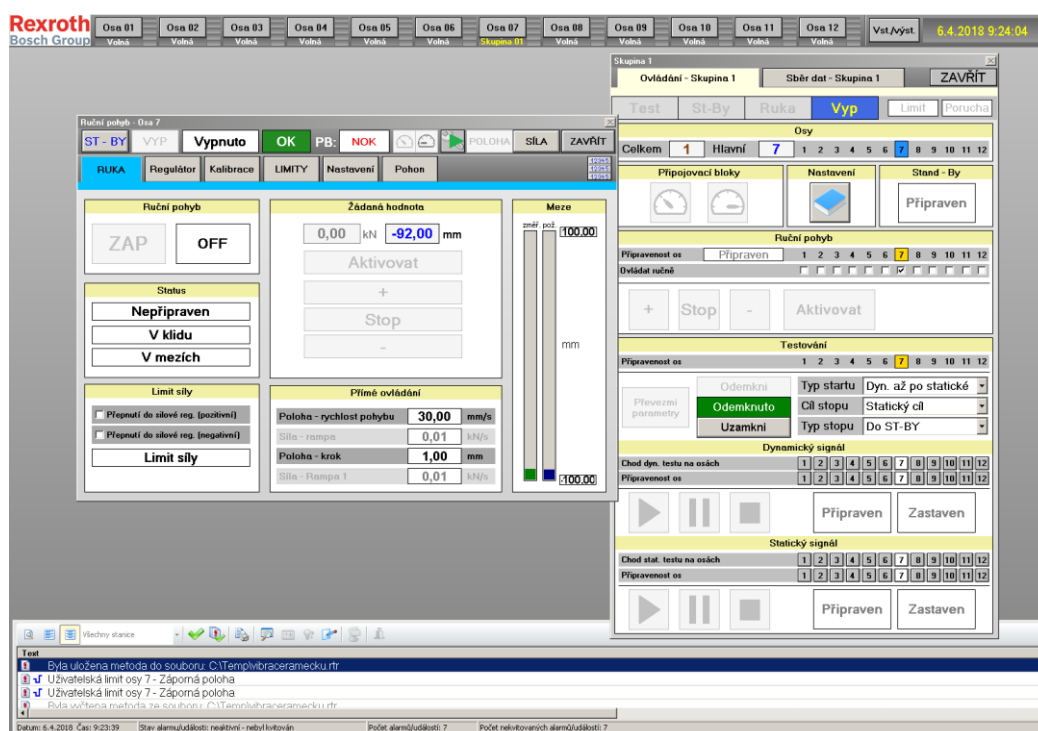 Rexroth
Bosch Group
Osa 01 Osa 02 Osa 03 Osa 04 Osa 05 Osa 06 Osa 07 Osa 08 Osa 09 Osa 10 Osa 11 Osa 12
Volná Volná Volná Volná Volná Volná Skupina 01 Volná Volná Volná Volná Volná
Vst./výst. 6.4.2018 9:24:04
Ruční pohyb - Osa 7
ST - BY VYP Vypnuto OK PB: NOK POLOHA SÍLA ZAVŘÍT
RUKA Regulátor Kalibrace LIMITY Nastavení Pohon
12345
12345
12345
Ruční pohyb
ZAP OFF
Status
Nepřipraven
V klidu
V mezích
Limit síly
Přepnutí do silové reg. (pozitivní)
Přepnutí do silové reg. (negativní)
Limit síly
Žádaná hodnota
0,00 kN -92,00 mm
Aktivovat
+
Stop
-
Přímé ovládání
Poloha - rychlost pohybu 30,00 mm/s
Síla - rampa 0,01 kN/s
Poloha - krok 1,00 mm
Síla - Rampa 1 0,01 kN/s
Meze
změř. pož. 100.00
mm
-100.00
Skupina 1
Ovládání - Skupina 1 Sběr dat - Skupina 1 ZAVŘÍT
Test St-By Ruka Vyp Limit Porucha
Osy
Celkem 1 Hlavní 7 1 2 3 4 5 6 7 8 9 10 11 12
Připojovací bloky Nastavení Stand - By
Připraven
Ruční pohyb
Připravenost os Připraven 1 2 3 4 5 6 7 8 9 10 11 12
Ovládat ručně
+ Stop - Aktivovat
Testování
Připravenost os 1 2 3 4 5 6 7 8 9 10 11 12
Převezmi
parametry
Odemkni
Odemknuto
Uzamkni
Typ startu Dyn. až po statické
Cíl stopu Statický cíl
Typ stopu Do ST-BY
Dynamický signál
Chod dyn. testu na osách 1 2 3 4 5 6 7 8 9 10 11 12
Připravenost os 1 2 3 4 5 6 7 8 9 10 11 12
Připraven Zastaven
Statický signál
Chod stat. testu na osách 1 2 3 4 5 6 7 8 9 10 11 12
Připravenost os 1 2 3 4 5 6 7 8 9 10 11 12
Připraven Zastaven
Všechny stanice
Text
Byla uložena metoda do souboru: C:\Temp\vibraceramecku.rtr
Uživatelská limit osy 7 - Záporná poloha
Uživatelská limit osy 7 - Záporná poloha
Byla vyčtena metoda ze souboru: C:\Temp\vibraceramecku.rtr
Datum: 6.4.2018 Čas: 9:23:39 Stav alarmu/události: neaktivní - nebyl kvitován Počet alarmů/událostí: 7 Počet nekvitovaných alarmů/událostí: 7